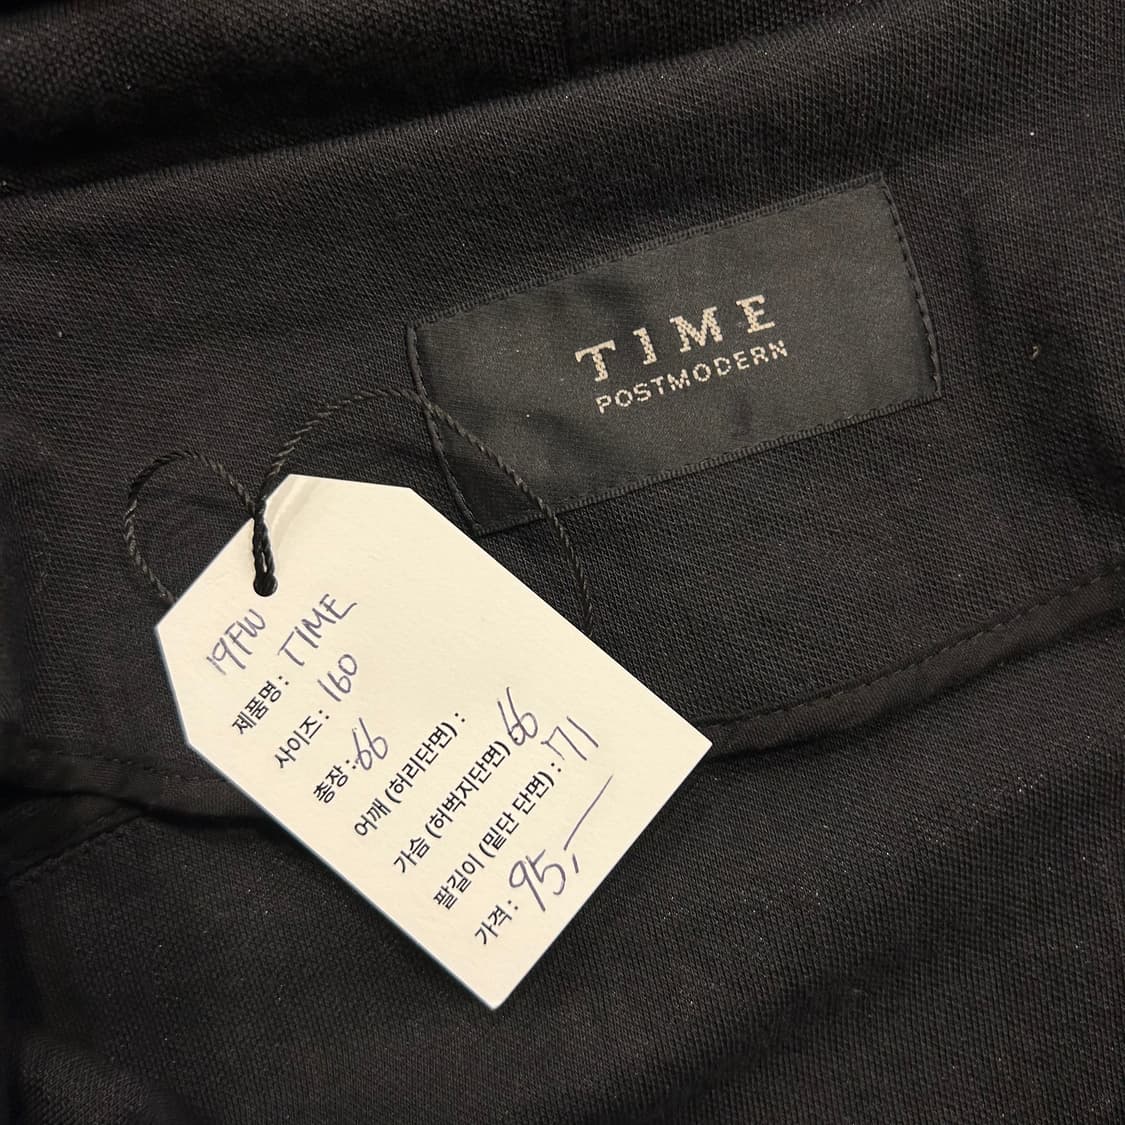 TIME
POSTMODERN
19FW
제품명: TIME
사이즈: 160
총장: 66
어깨 (허리단면) :
가슴 (허벅지단면) 66
팔길이 (밑단 단면) : 71
가격: 95,—